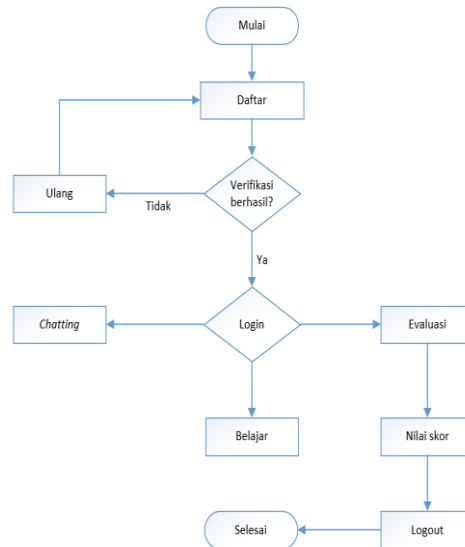 Mulai
Daftar
Verifikasi
berhasil?
Ulang
Tidak
Ya
Chatting
Login
Evaluasi
Belajar
Nilai skor
Selesai
Logout